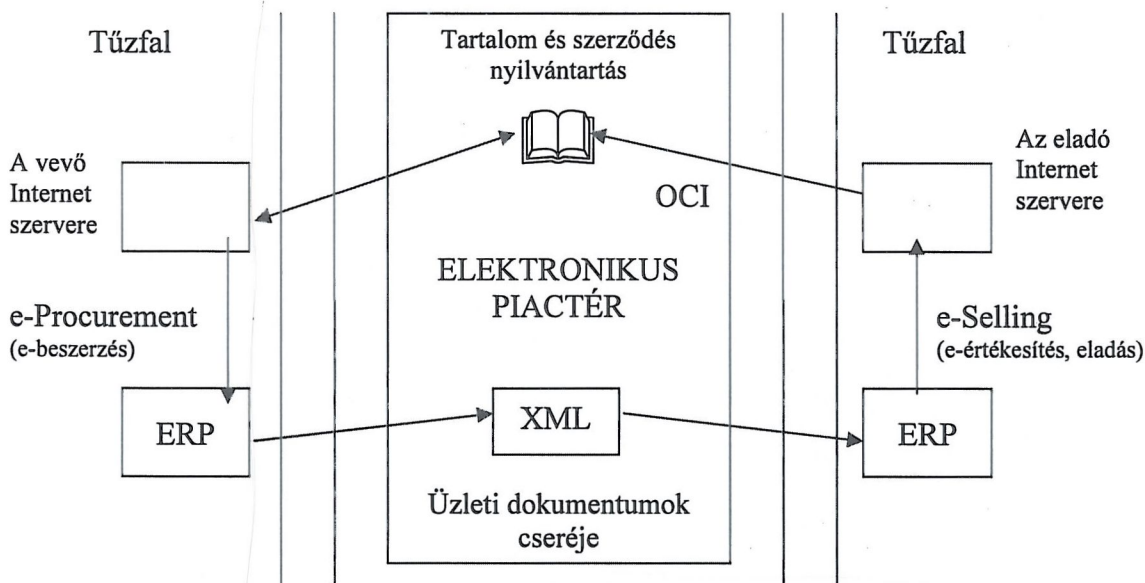 Tűzfal
Tartalom és szerződés
nyilvántartás
Tűzfal
A vevő
Internet
szervere
Az eladó
Internet
szervere
OCI
ELEKTRONIKUS
PIACTÉR
e-Procurement
(e-beszerzés)
e-Selling
(e-értékesítés, eladás)
ERP
XML
ERP
Üzleti dokumentumok
cseréje